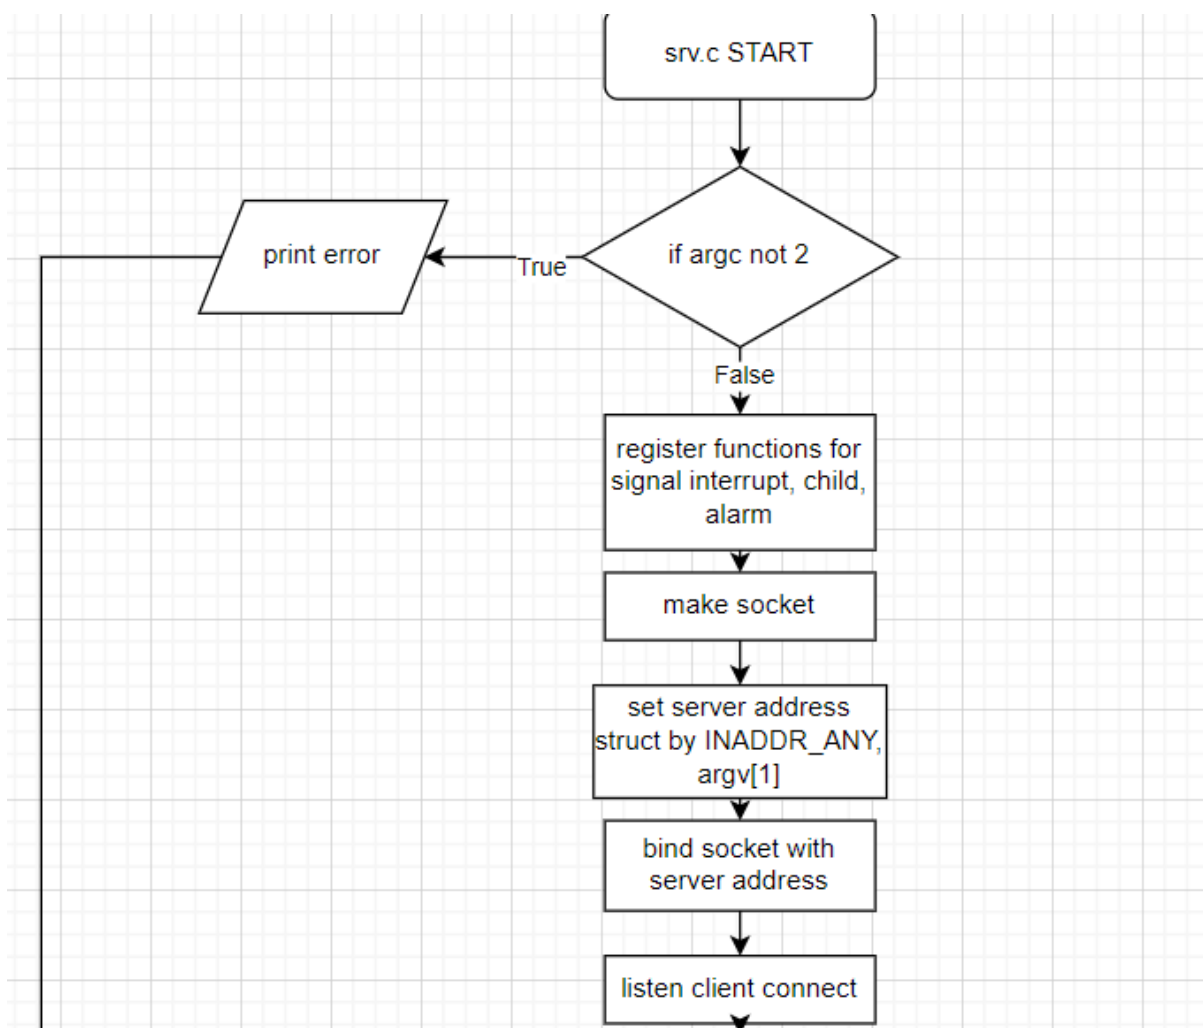 srv.c START
if argc not 2
True
print error
False
register functions for
signal interrupt, child,
alarm
make socket
set server address
struct by INADDR_ANY,
argv[1]
bind socket with
server address
listen client connect